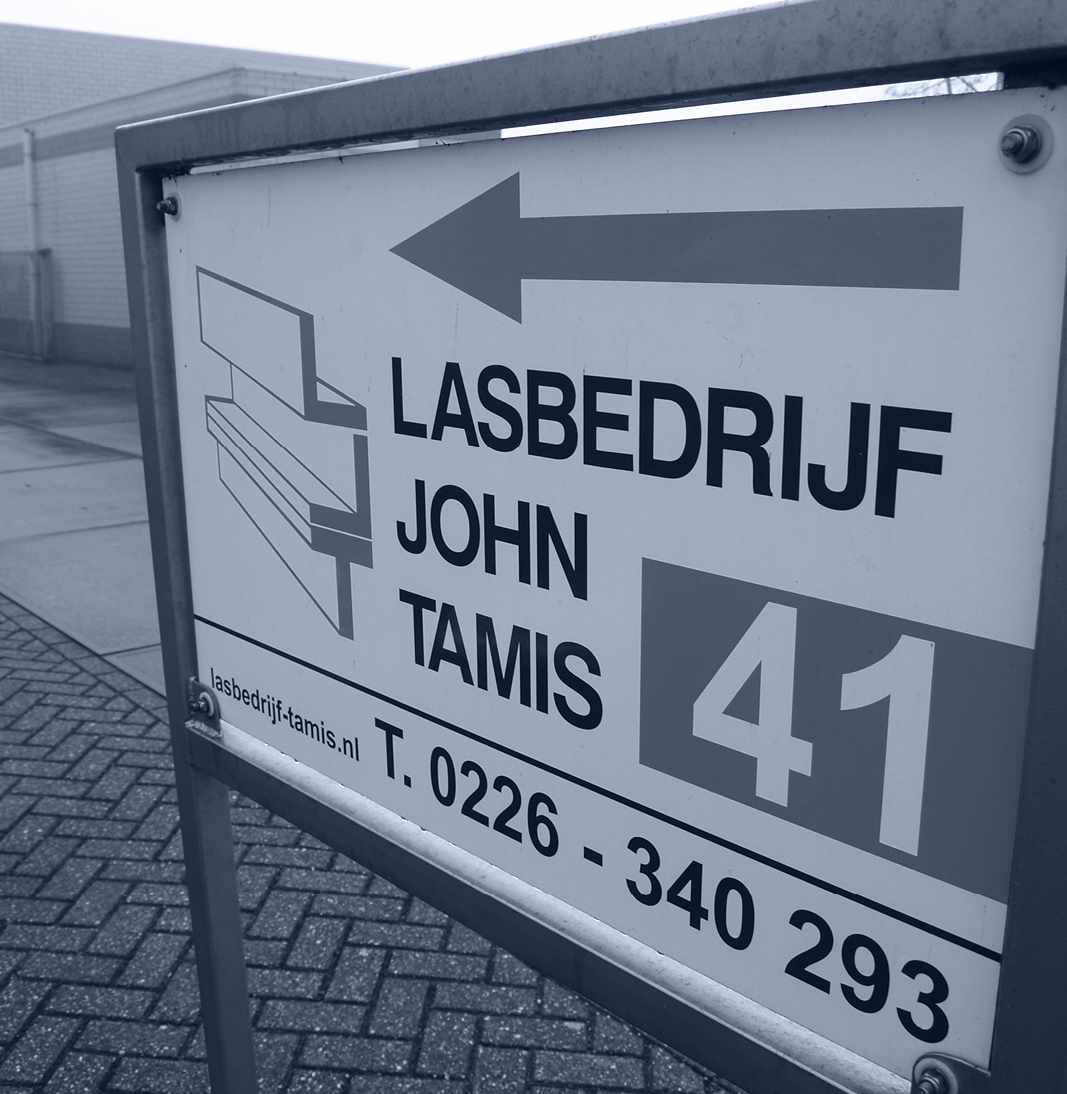 LASBEDRIJF
JOHN
TAMIS
41
lasbedrijf-tamis.nl
T. 0226 - 340 293